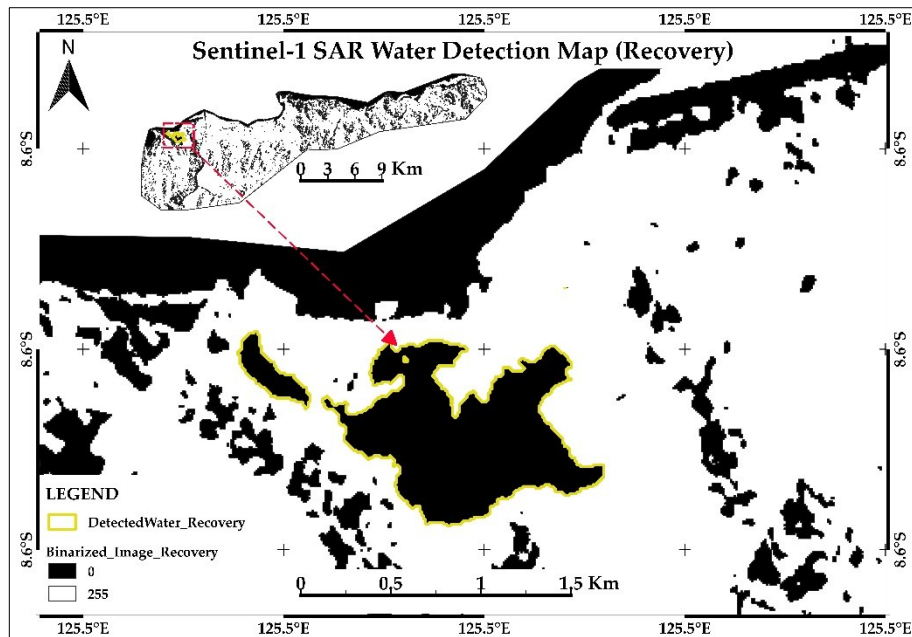 125.5°E 125.5°E 125.5°E 125.5°E 125.5°E
Sentinel-1 SAR Water Detection Map (Recovery)
N
8.6°S 8.6°S
0 3 6 9 Km
8.6°S 8.6°S
LEGEND
DetectedWater_Recovery
Binarized_Image_Recovery
0
255
8.6°S 8.6°S
0 0,5 1 1,5 Km
125.5°E 125.5°E 125.5°E 125.5°E 125.5°E